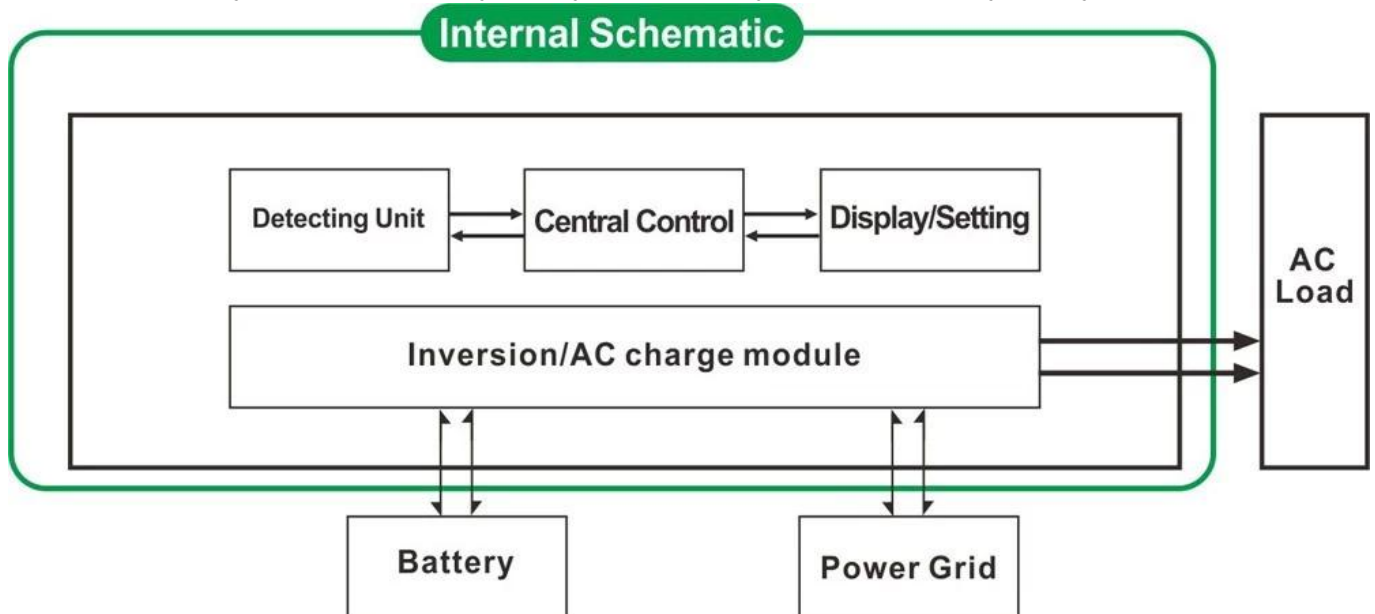 Internal Schematic
Detecting Unit
Central Control
Display/Setting
AC
Load
Inversion/AC charge module
Battery
Power Grid